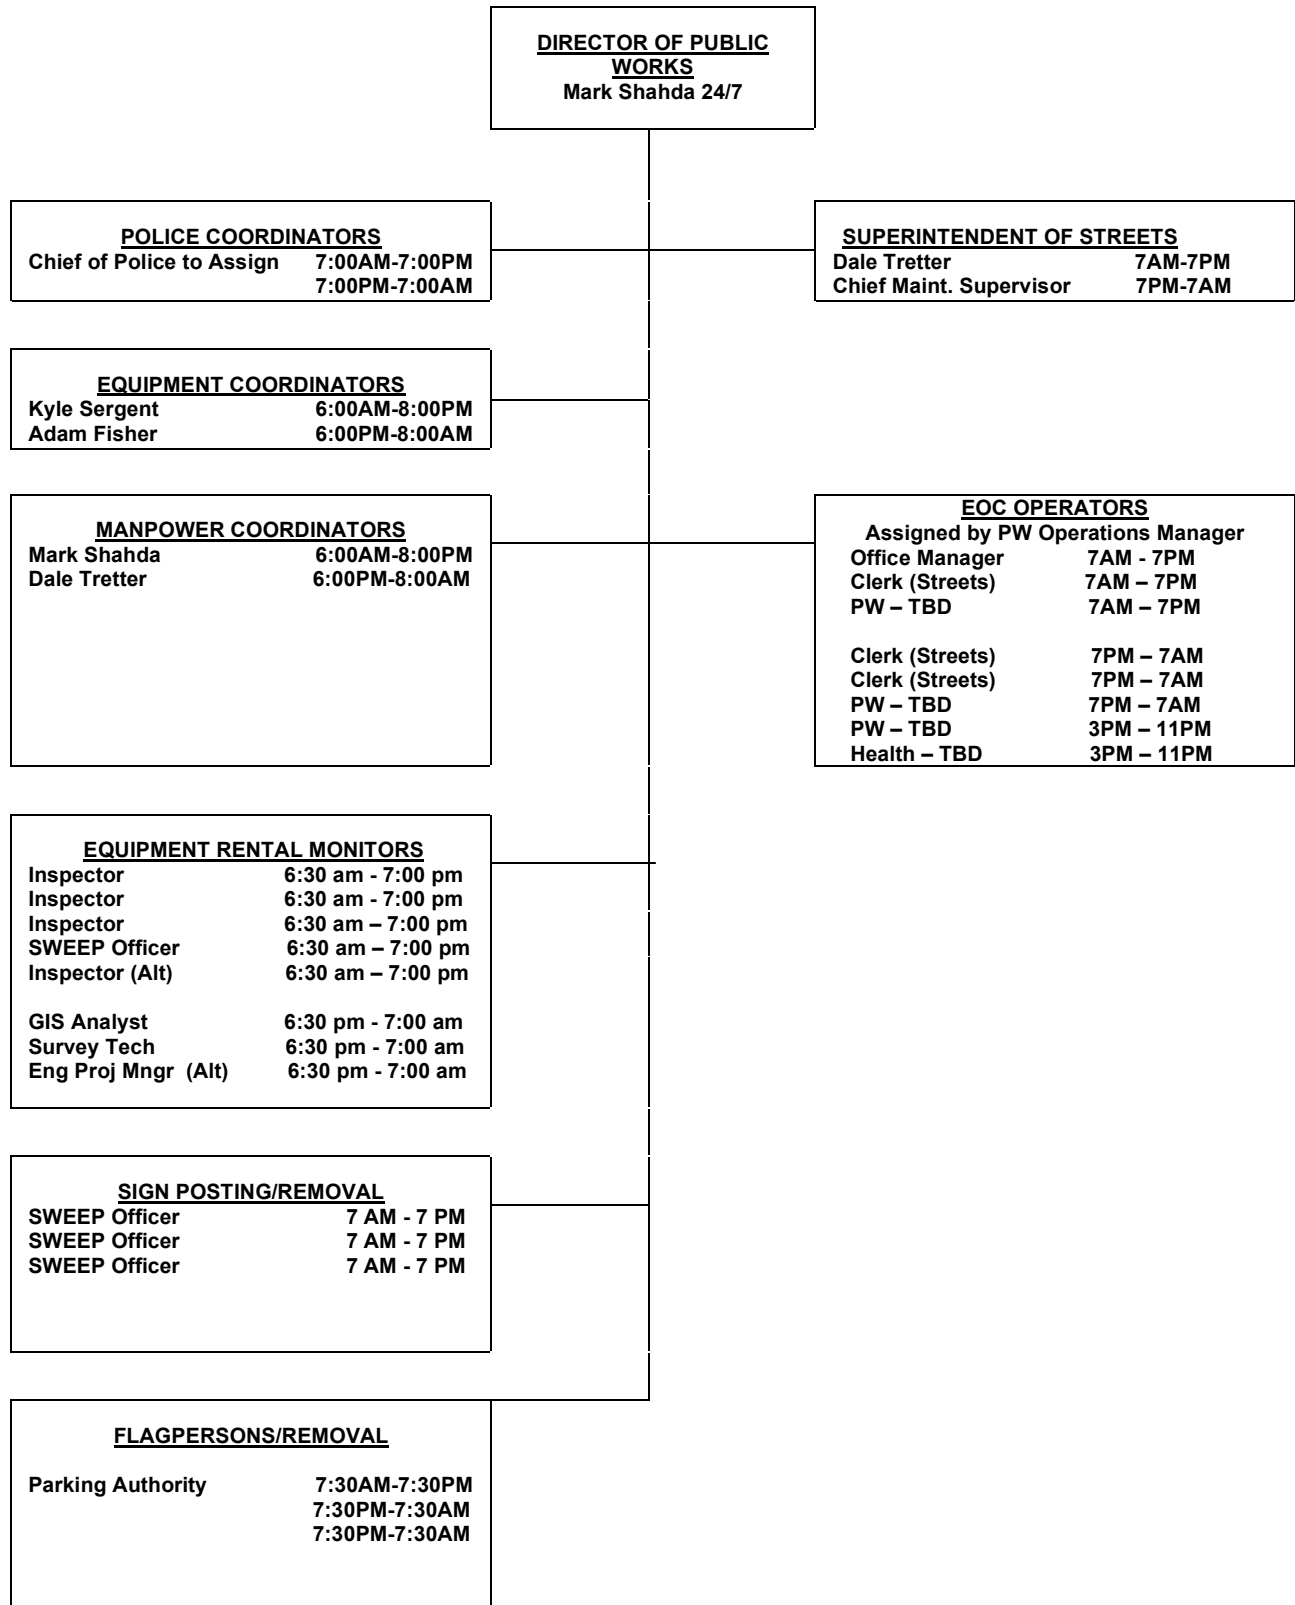 DIRECTOR OF PUBLIC
WORKS
Mark Shahda 24/7
POLICE COORDINATORS
Chief of Police to Assign 7:00AM-7:00PM
7:00PM-7:00AM
SUPERINTENDENT OF STREETS
Dale Tretter 7AM-7PM
Chief Maint. Supervisor 7PM-7AM
EQUIPMENT COORDINATORS
Kyle Sergent 6:00AM-8:00PM
Adam Fisher 6:00PM-8:00AM
MANPOWER COORDINATORS
Mark Shahda 6:00AM-8:00PM
Dale Tretter 6:00PM-8:00AM
EOC OPERATORS
Assigned by PW Operations Manager
Office Manager 7AM - 7PM
Clerk (Streets) 7AM – 7PM
PW – TBD 7AM – 7PM
Clerk (Streets) 7PM – 7AM
Clerk (Streets) 7PM – 7AM
PW – TBD 7PM – 7AM
PW – TBD 3PM – 11PM
Health – TBD 3PM – 11PM
EQUIPMENT RENTAL MONITORS
Inspector 6:30 am - 7:00 pm
Inspector 6:30 am - 7:00 pm
Inspector 6:30 am – 7:00 pm
SWEEP Officer 6:30 am – 7:00 pm
Inspector (Alt) 6:30 am – 7:00 pm
GIS Analyst 6:30 pm - 7:00 am
Survey Tech 6:30 pm - 7:00 am
Eng Proj Mngr (Alt) 6:30 pm - 7:00 am
SIGN POSTING/REMOVAL
SWEEP Officer 7 AM - 7 PM
SWEEP Officer 7 AM - 7 PM
SWEEP Officer 7 AM - 7 PM
FLAGPERSONS/REMOVAL
Parking Authority 7:30AM-7:30PM
7:30PM-7:30AM
7:30PM-7:30AM